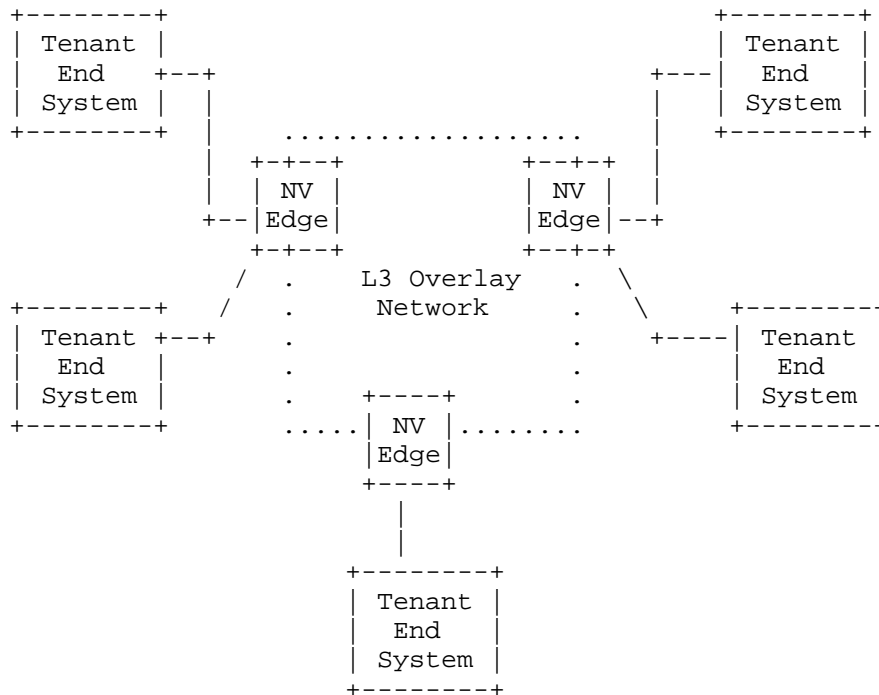 Tenant
End
System
Tenant
End
System
NV
Edge
NV
Edge
L3 Overlay
Network
Tenant
End
System
Tenant
End
System
NV
Edge
Tenant
End
System